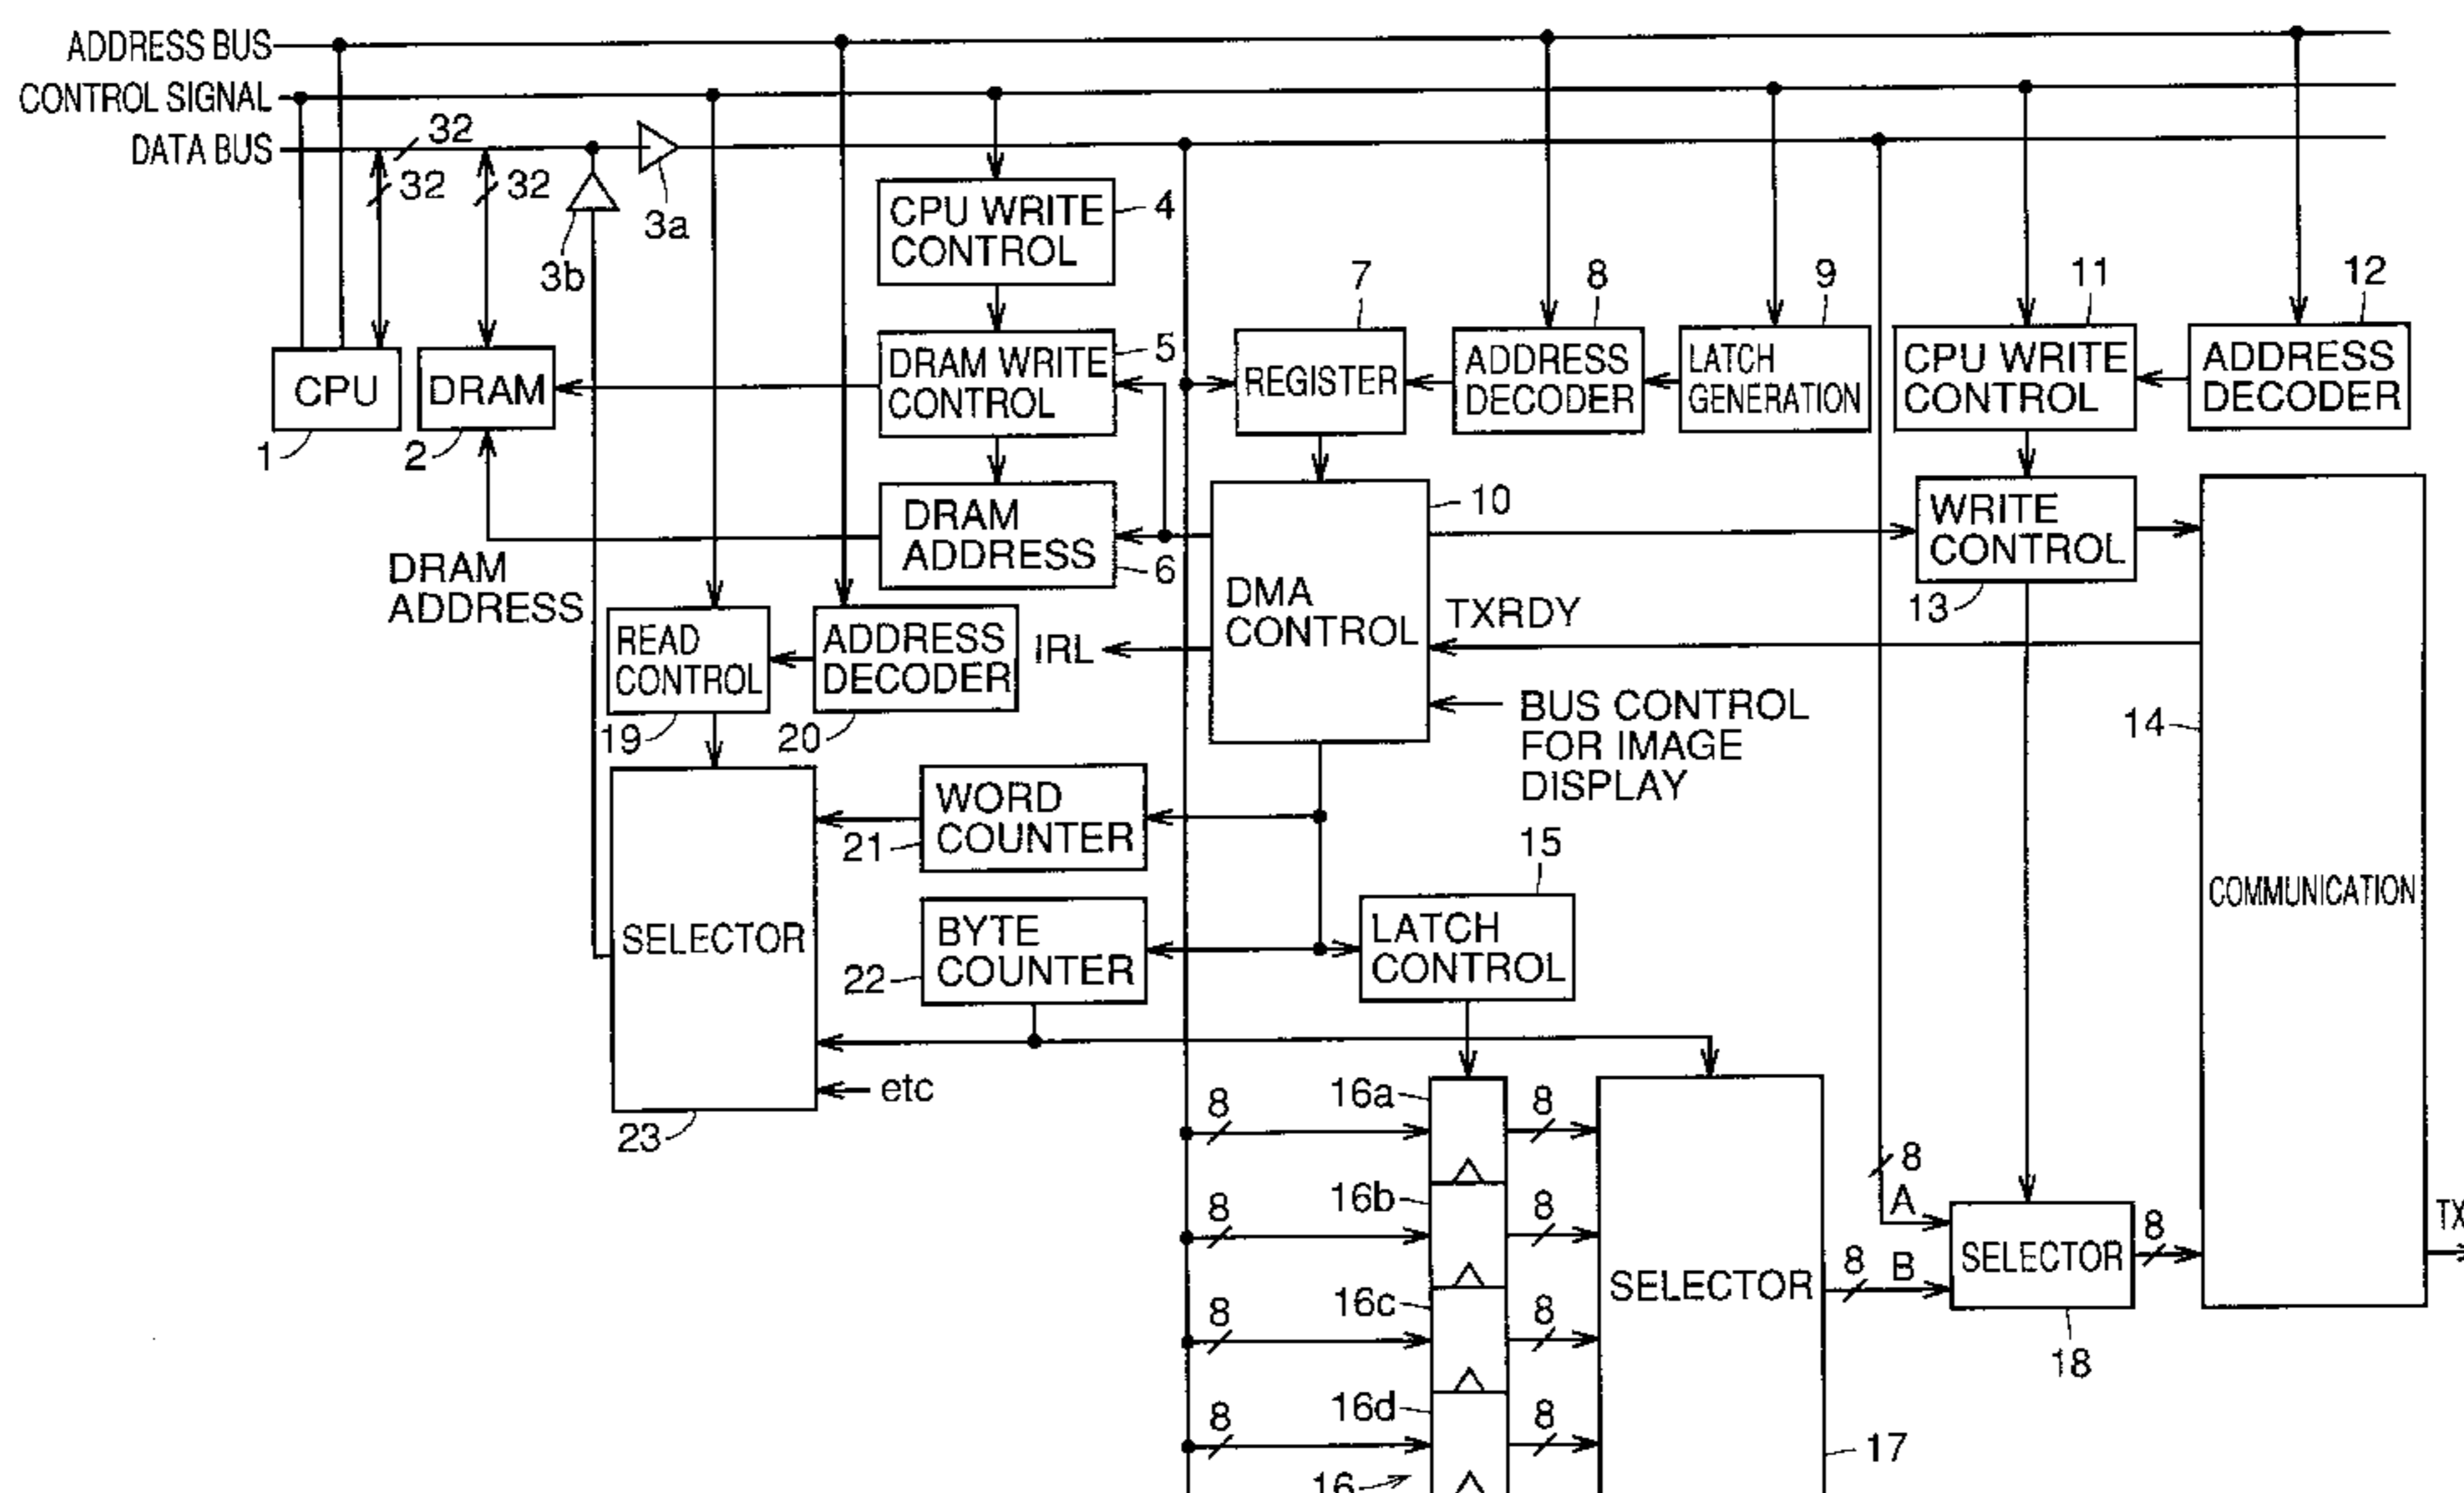 ADDRESS BUS
CONTROL SIGNAL
DATA BUS
32
32
32
3a
3b
CPU WRITE
CONTROL
4
DRAM WRITE
CONTROL
5
7
REGISTER
8
ADDRESS
DECODER
9
LATCH
GENERATION
11
CPU WRITE
CONTROL
12
ADDRESS
DECODER
CPU
1
DRAM
2
DRAM
ADDRESS
6
DRAM
ADDRESS
10
DMA
CONTROL
WRITE
CONTROL
13
TXRDY
IRL
READ
CONTROL
19
ADDRESS
DECODER
20
BUS CONTROL
FOR IMAGE
DISPLAY
14
COMMUNICATION
WORD
COUNTER
21
BYTE
COUNTER
22
15
LATCH
CONTROL
SELECTOR
23
etc
8
16a
8
8
16b
8
8
16c
8
8
16d
8
16
SELECTOR
17
8
A
8
B
SELECTOR
18
8
TX